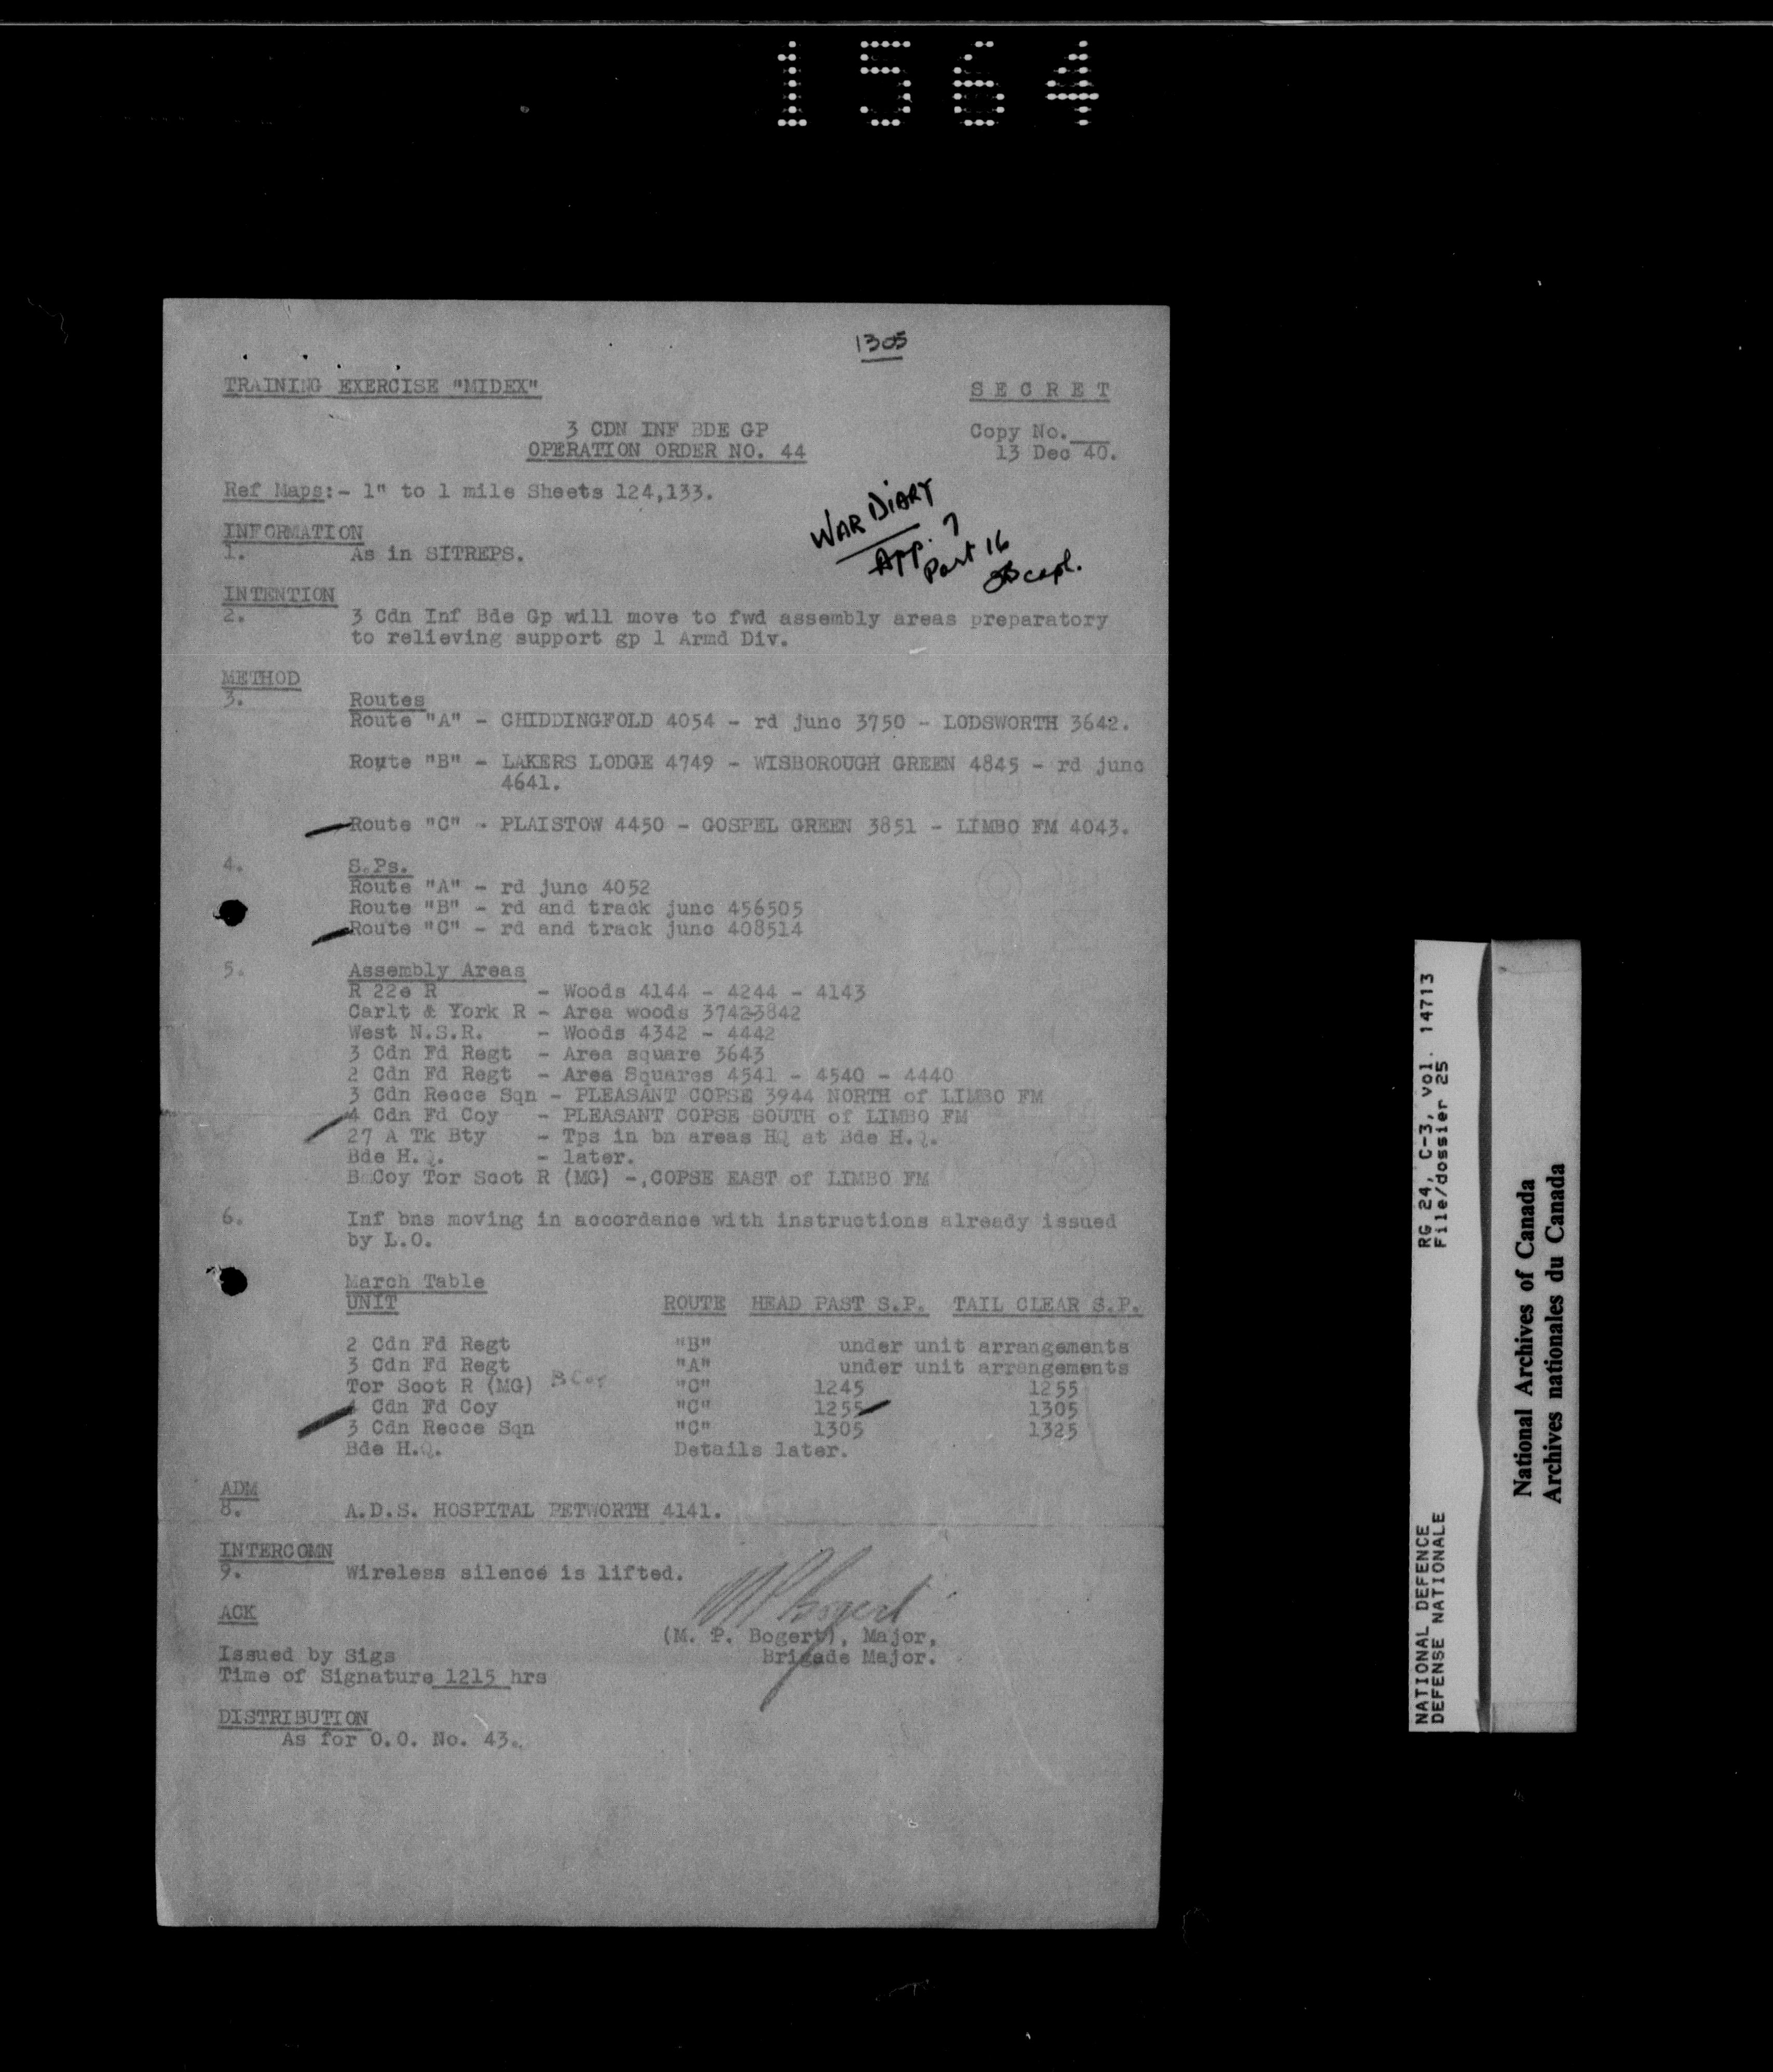 1564
1305
TRAINING EXERCISE "MIDEX"
S E C R E T
3 CDN INF BDE GP
OPERATION ORDER NO. 44
Copy No.
13 Dec 40.
Ref Maps:- 1" to 1 mile Sheets 124,133.
WAR DIARY
APP. 7
Part 16
capt.
INFORMATION
1. As in SITREPS.
INTENTION
2. 3 Cdn Inf Bde Gp will move to fwd assembly areas preparatory
to relieving support gp 1 Armd Div.
METHOD
3. Routes
Route "A" - CHIDDINGFOLD 4054 - rd junc 3750 - LODSWORTH 3642.
Route "B" - LAKERS LODGE 4749 - WISBOROUGH GREEN 4845 - rd junc
4641.
Route "C" - PLAISTOW 4450 - GOSPEL GREEN 3851 - LIMBO FM 4043.
4. S.Ps.
Route "A" - rd junc 4052
Route "B" - rd and track junc 456505
Route "C" - rd and track junc 408514
5. Assembly Areas
R 22e R - Woods 4144 - 4244 - 4143
Carlt & York R - Area woods 3742-3842
West N.S.R. - Woods 4342 - 4442
3 Cdn Fd Regt - Area square 3643
2 Cdn Fd Regt - Area Squares 4541 - 4540 - 4440
3 Cdn Recce Sqn - PLEASANT COPSE 3944 NORTH of LIMBO FM
4 Cdn Fd Coy - PLEASANT COPSE SOUTH of LIMBO FM
27 A Tk Bty - Tps in bn areas HQ at Bde H.Q.
Bde H.Q. - later.
B Coy Tor Scot R (MG) -,COPSE EAST of LIMBO FM
6. Inf bns moving in accordance with instructions already issued
by L.O.
March Table
UNIT ROUTE HEAD PAST S.P. TAIL CLEAR S.P.
2 Cdn Fd Regt "B" under unit arrangements
3 Cdn Fd Regt "A" under unit arrangements
Tor Scot R (MG) B Coy "C" 1245 1255
4 Cdn Fd Coy "C" 1255 1305
3 Cdn Recce Sqn "C" 1305 1325
Bde H.Q. Details later.
ADM
8. A.D.S. HOSPITAL PETWORTH 4141.
INTERCOMN
9. Wireless silence is lifted.
ACK
M P Bogert
(M. P. Bogert), Major,
Brigade Major.
Issued by Sigs
Time of Signature 1215 hrs
DISTRIBUTION
As for O.O. No. 43.
NATIONAL DEFENCE RG 24, C-3, vol. 14713
DEFENSE NATIONALE File/dossier 25
National Archives of Canada
Archives nationales du Canada